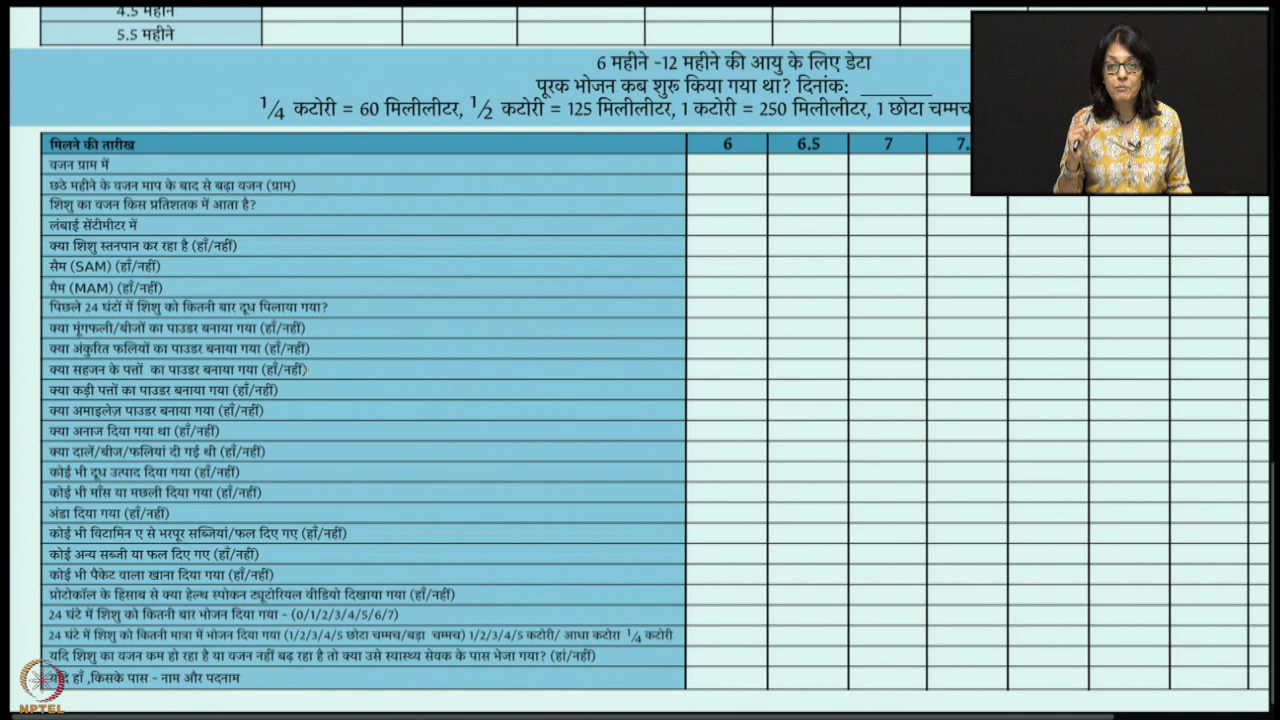 4.5 महीने
5.5 महीने
6 महीने -12 महीने की आयु के लिए डेटा
पूरक भोजन कब शुरू किया गया था? दिनांक: _______
1/4 कटोरी = 60 मिलीलीटर, 1/2 कटोरी = 125 मिलीलीटर, 1 कटोरी = 250 मिलीलीटर, 1 छोटा चम्मच
मिलने की तारीख 6 6.5 7 7.
वजन ग्राम में
छठे महीने के वजन माप के बाद से बढ़ा वजन (ग्राम)
शिशु का वजन किस प्रतिशतक में आता है?
लंबाई सेंटीमीटर में
क्या शिशु स्तनपान कर रहा है (हाँ/नहीं)
सैम (SAM) (हाँ/नहीं)
मैम (MAM) (हाँ/नहीं)
पिछले 24 घंटों में शिशु को कितनी बार दूध पिलाया गया?
क्या मूंगफली/बीजों का पाउडर बनाया गया (हाँ/नहीं)
क्या अंकुरित फलियों का पाउडर बनाया गया (हाँ/नहीं)
क्या सहजन के पत्तों का पाउडर बनाया गया (हाँ/नहीं)
क्या कड़ी पत्तों का पाउडर बनाया गया (हाँ/नहीं)
क्या अमाइलेज़ पाउडर बनाया गया (हाँ/नहीं)
क्या अनाज दिया गया था (हाँ/नहीं)
क्या दालें/बीज/फलियां दी गई थी (हाँ/नहीं)
कोई भी दूध उत्पाद दिया गया (हाँ/नहीं)
कोई भी माँस या मछली दिया गया (हाँ/नहीं)
अंडा दिया गया (हाँ/नहीं)
कोई भी विटामिन ए से भरपूर सब्जियां/फल दिए गए (हाँ/नहीं)
कोई अन्य सब्जी या फल दिए गए (हाँ/नहीं)
कोई भी पैकेट वाला खाना दिया गया (हाँ/नहीं)
प्रोटोकॉल के हिसाब से क्या हेल्थ स्पोकन ट्यूटोरियल वीडियो दिखाया गया (हाँ/नहीं)
24 घंटे में शिशु को कितनी बार भोजन दिया गया - (0/1/2/3/4/5/6/7)
24 घंटे में शिशु को कितनी मात्रा में भोजन दिया गया (1/2/3/4/5 छोटा चम्मच/बड़ा चम्मच) 1/2/3/4/5 कटोरी/ आधा कटोरा 1/4 कटोरी
यदि शिशु का वजन कम हो रहा है या वजन नहीं बढ़ रहा है तो क्या उसे स्वास्थ्य सेवक के पास भेजा गया? (हां/नहीं)
यदि हाँ ,किसके पास - नाम और पदनाम
NPTEL